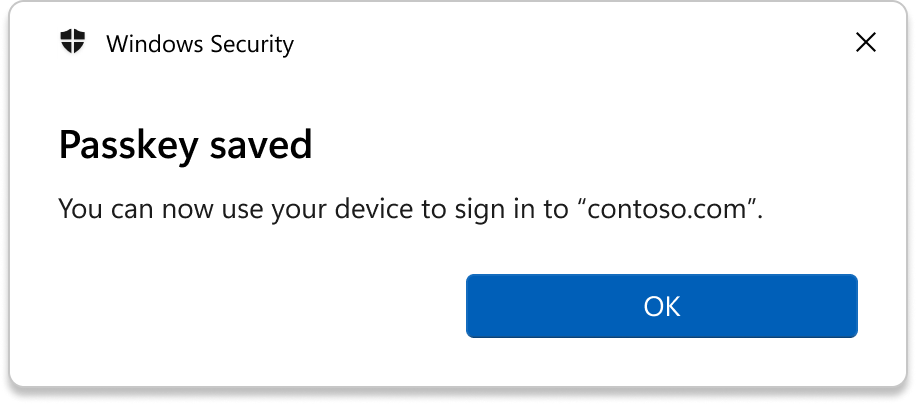 Windows Security
Passkey saved
You can now use your device to sign in to “contoso.com”.
OK